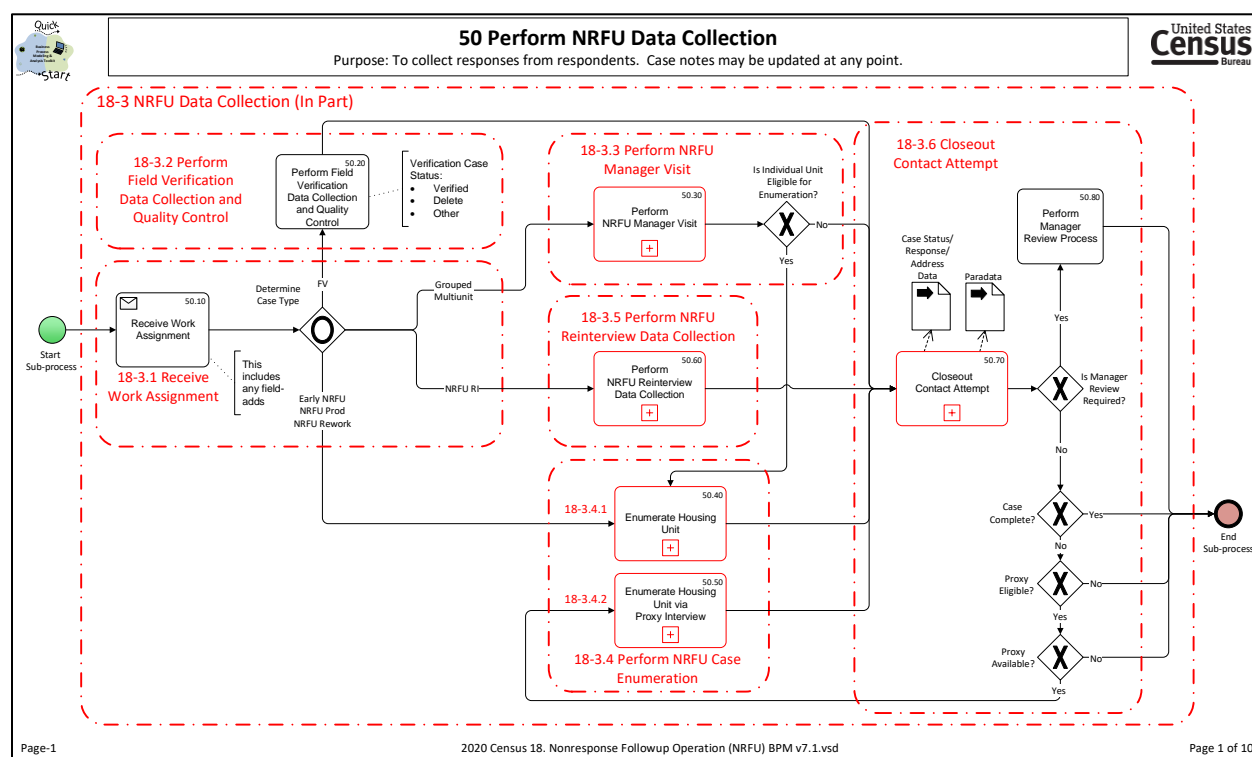 Quick
Start
Business
Process
Modeling &
Analysis Toolkit
50 Perform NRFU Data Collection
Purpose: To collect responses from respondents.  Case notes may be updated at any point.
United States
Census
Bureau
18-3 NRFU Data Collection (In Part)
18-3.2 Perform
Field Verification
Data Collection and
Quality Control
50.20
Perform Field
Verification
Data Collection
and Quality
Control
Verification Case
Status:
• Verified
• Delete
• Other
18-3.3 Perform NRFU
Manager Visit
50.30
Perform
NRFU Manager Visit
Is Individual Unit
Eligible for
Enumeration?
No
Yes
18-3.6 Closeout
Contact Attempt
50.80
Perform
Manager
Review Process
Start
Sub-process
50.10
Receive Work
Assignment
18-3.1 Receive
Work Assignment
This
includes
any field-
adds
Determine
Case Type
FV
Grouped
Multiunit
NRFU RI
Early NRFU
NRFU Prod
NRFU Rework
18-3.5 Perform NRFU
Reinterview Data Collection
50.60
Perform
NRFU Reinterview
Data Collection
Case Status/
Response/
Address
Data
Paradata
50.70
Closeout
Contact Attempt
Yes
Is Manager
Review
Required?
No
18-3.4.1
50.40
Enumerate Housing
Unit
18-3.4.2
50.50
Enumerate Housing
Unit via
Proxy Interview
18-3.4 Perform NRFU Case
Enumeration
Case
Complete?
Yes
No
Proxy
Eligible?
No
Yes
Proxy
Available?
No
Yes
End
Sub-process
Page-1
2020 Census 18. Nonresponse Followup Operation (NRFU) BPM v7.1.vsd
Page 1 of 10